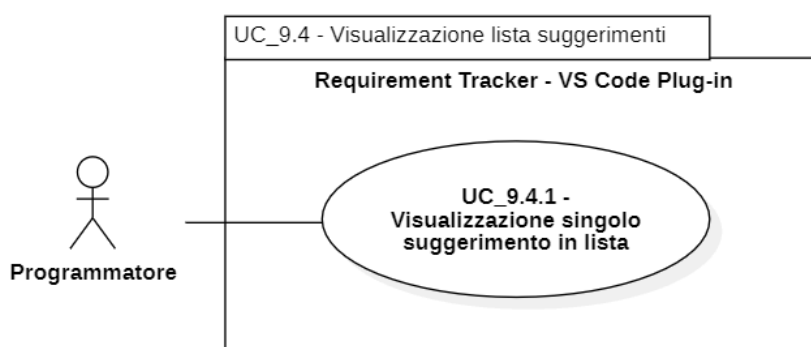 UC_9.4 - Visualizzazione lista suggerimenti
Requirement Tracker - VS Code Plug-in
UC_9.4.1 -
Visualizzazione singolo
suggerimento in lista
Programmatore